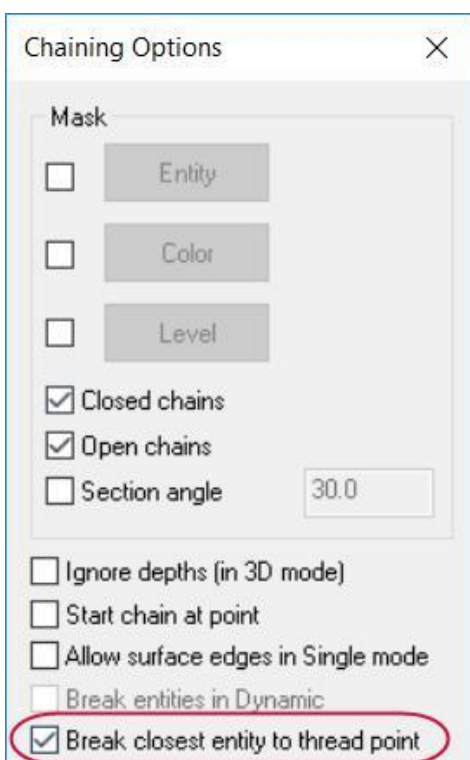 Chaining Options
Mask
Entity
Color
Level
Closed chains
Open chains
Section angle 30.0
Ignore depths (in 3D mode)
Start chain at point
Allow surface edges in Single mode
Break entities in Dynamic
Break closest entity to thread point